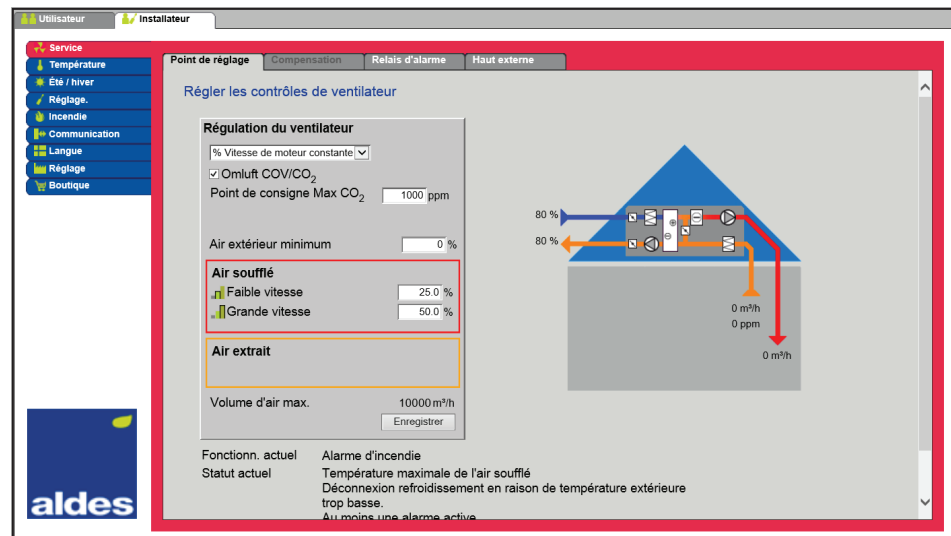 Utilisateur
Installateur
Service
Température
Été / hiver
Réglage.
Incendie
Communication
Langue
Réglage
Boutique
Point de réglage
Compensation
Relais d'alarme
Haut externe
Régler les contrôles de ventilateur
Régulation du ventilateur
% Vitesse de moteur constante
Omluft COV/CO2
Point de consigne Max CO2 1000 ppm
Air extérieur minimum 0 %
Air soufflé
Faible vitesse 25.0 %
Grande vitesse 50.0 %
Air extrait
Volume d'air max. 10000 m³/h
Enregistrer
80 %
80 %
0 m³/h
0 ppm
0 m³/h
Fonctionn. actuel Alarme d'incendie
Statut actuel Température maximale de l'air soufflé
Déconnexion refroidissement en raison de température extérieure
trop basse.
Au moins une alarme active
aldes